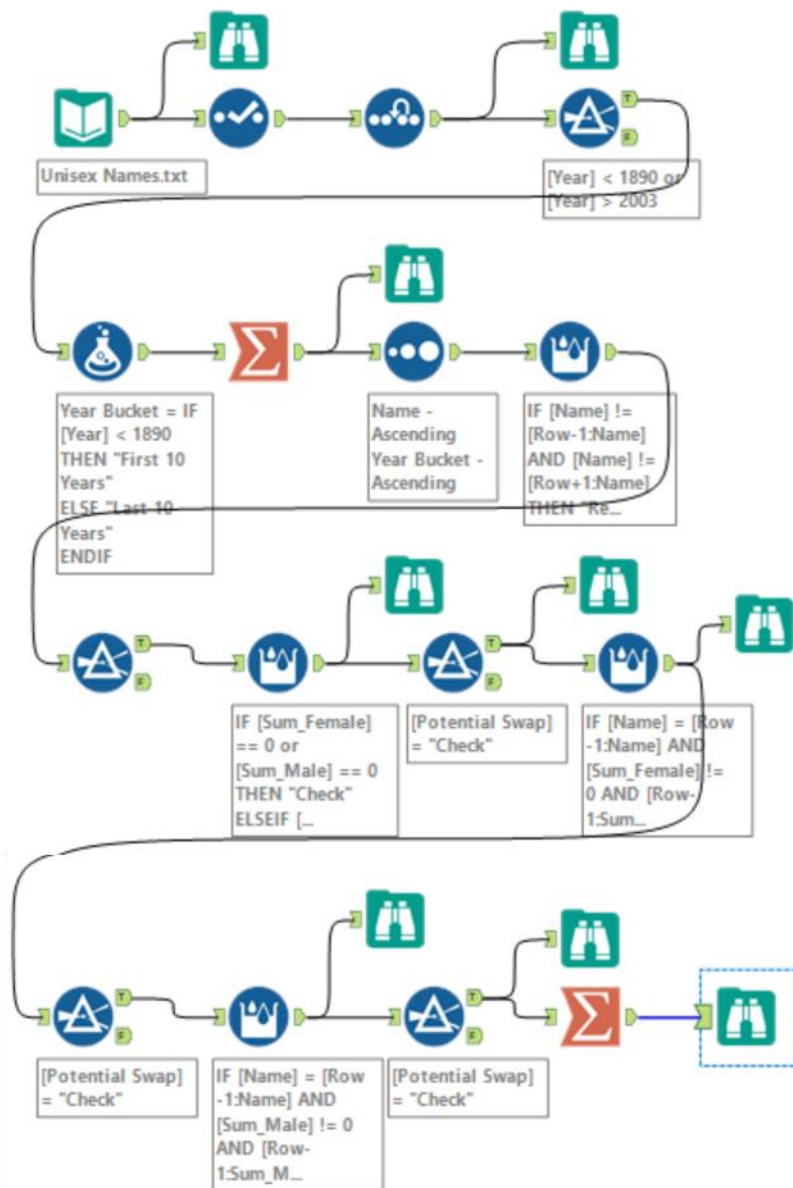 T
F
Unisex Names.txt
[Year] < 1890 or
[Year] > 2003
Year Bucket = IF
[Year] < 1890
THEN "First 10
Years"
ELSE "Last 10
Years"
ENDIF
Name -
Ascending
Year Bucket -
Ascending
IF [Name] !=
[Row-1:Name]
AND [Name] !=
[Row+1:Name]
THEN "Re...
T
F
T
F
IF [Sum_Female]
== 0 or
[Sum_Male] == 0
THEN "Check"
ELSEIF [...
[Potential Swap]
= "Check"
IF [Name] = [Row
-1:Name] AND
[Sum_Female] !=
0 AND [Row-
1:Sum...
T
F
T
F
[Potential Swap]
= "Check"
IF [Name] = [Row
-1:Name] AND
[Sum_Male] != 0
AND [Row-
1:Sum_M...
[Potential Swap]
= "Check"